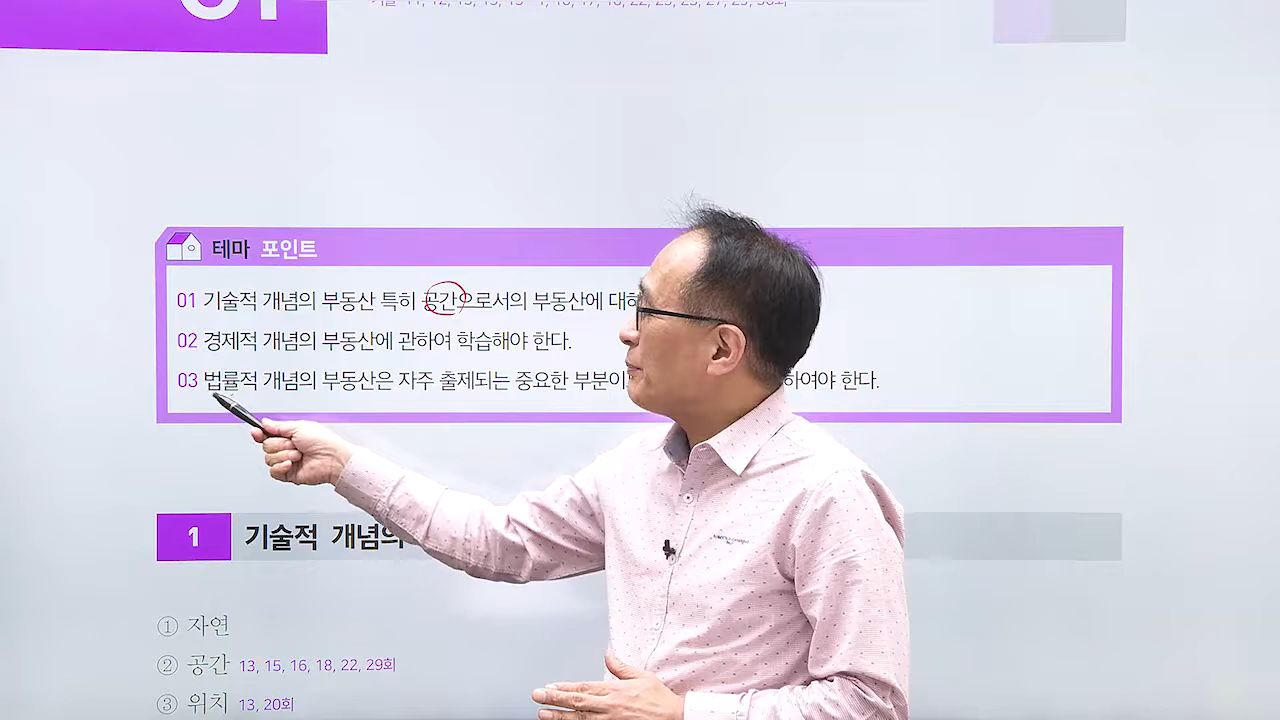 테마 포인트
01 기술적 개념의 부동산 특히 공간으로서의 부동산에 대해
02 경제적 개념의 부동산에 관하여 학습해야 한다.
03 법률적 개념의 부동산은 자주 출제되는 중요한 부분이 하여야 한다.
1 기술적 개념의
① 자연
② 공간 13, 15, 16, 18, 22, 29회
③ 위치 13, 20회